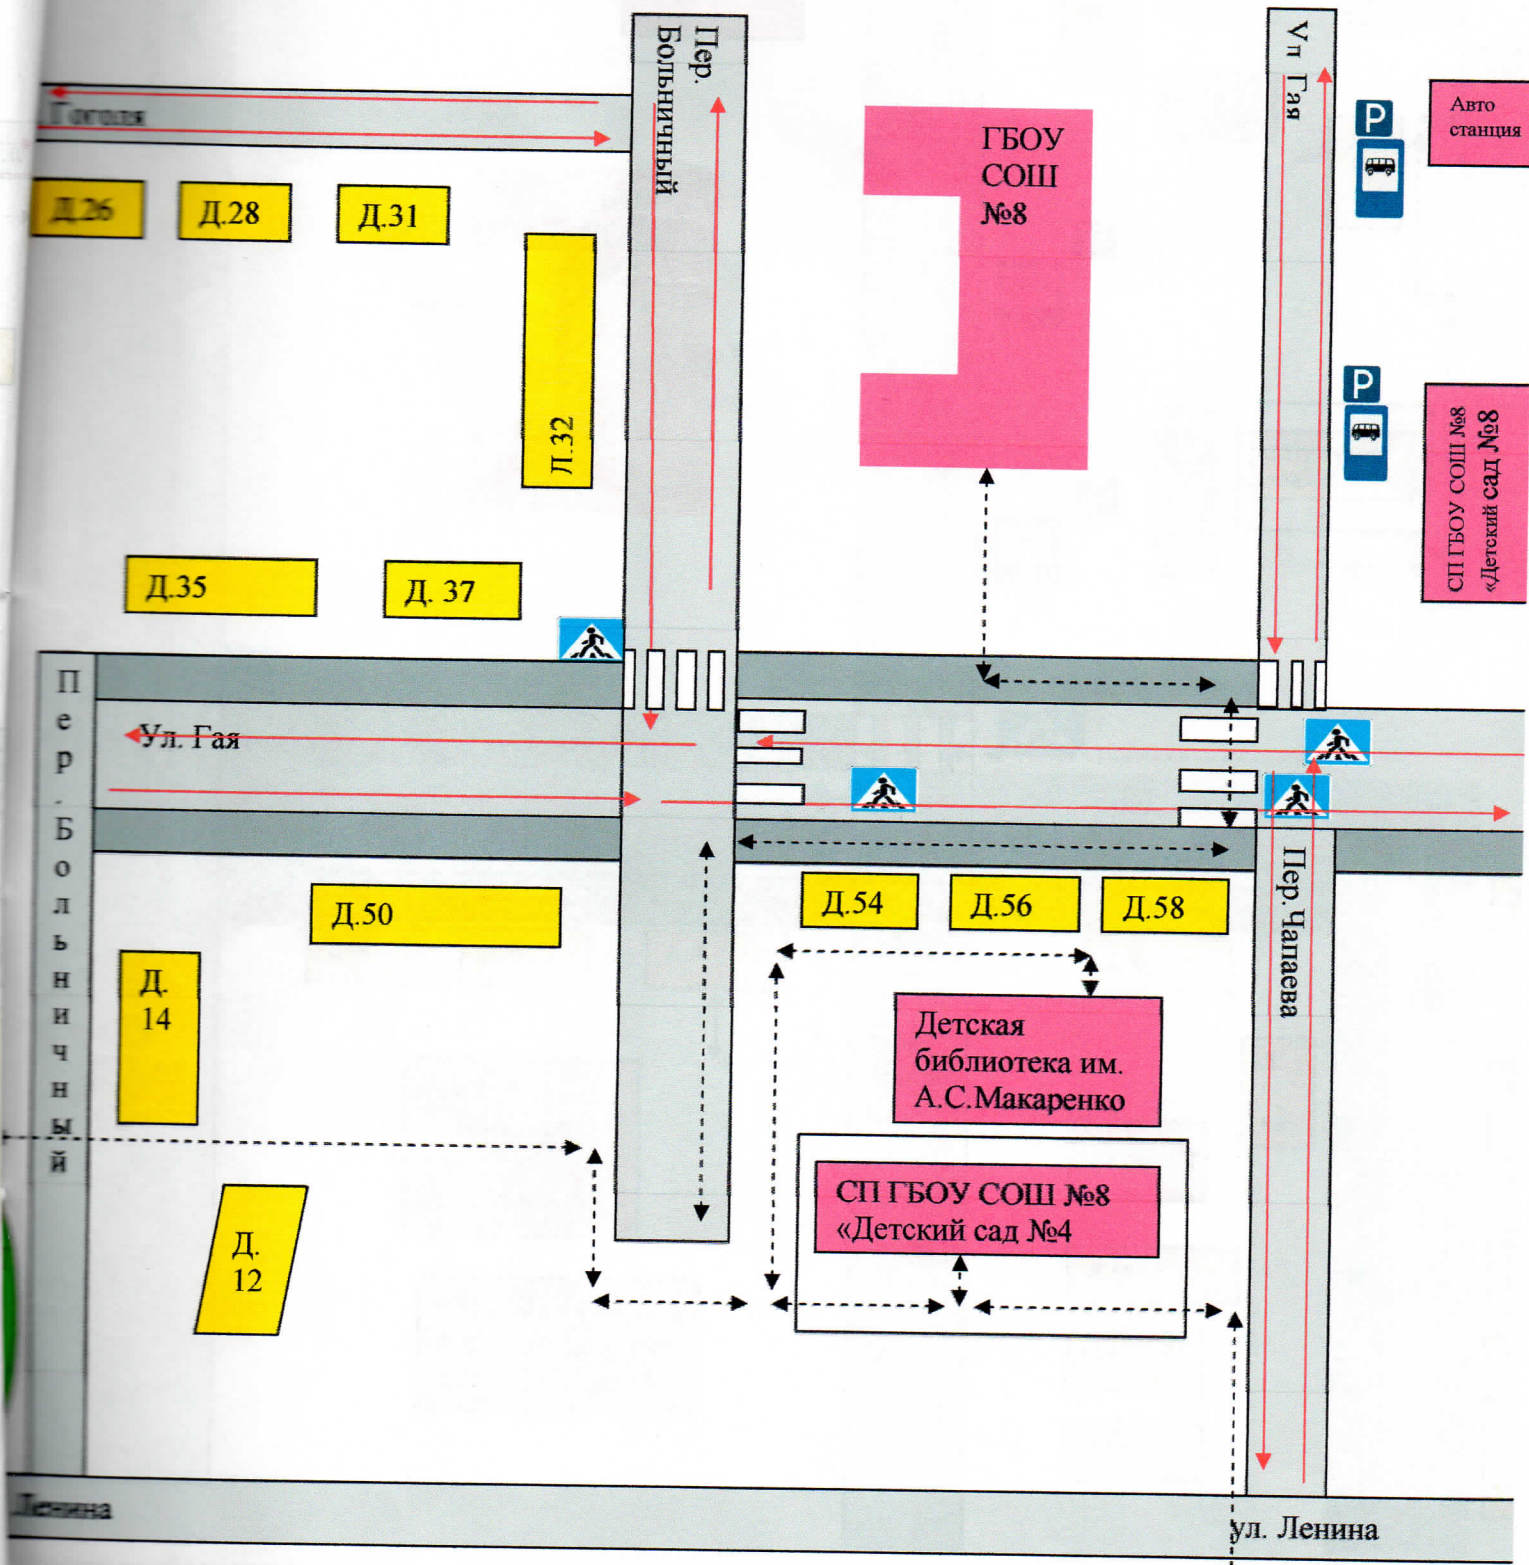 Пер.
Больничный
Ул Гая
Р
Авто
станция
Гоголя
ГБОУ
СОШ
№8
Д.26
Д.28
Д.31
Л.32
Р
СП ГБОУ СОШ №8
«Детский сад №8
Д.35
Д. 37
Пер.Больничный
Ул. Гая
Д.50
Д.54
Д.56
Д.58
Пер.Чапаева
Д.
14
Детская
библиотека им.
А.С.Макаренко
СП ГБОУ СОШ №8
«Детский сад №4
Д.
12
Ленина
ул. Ленина